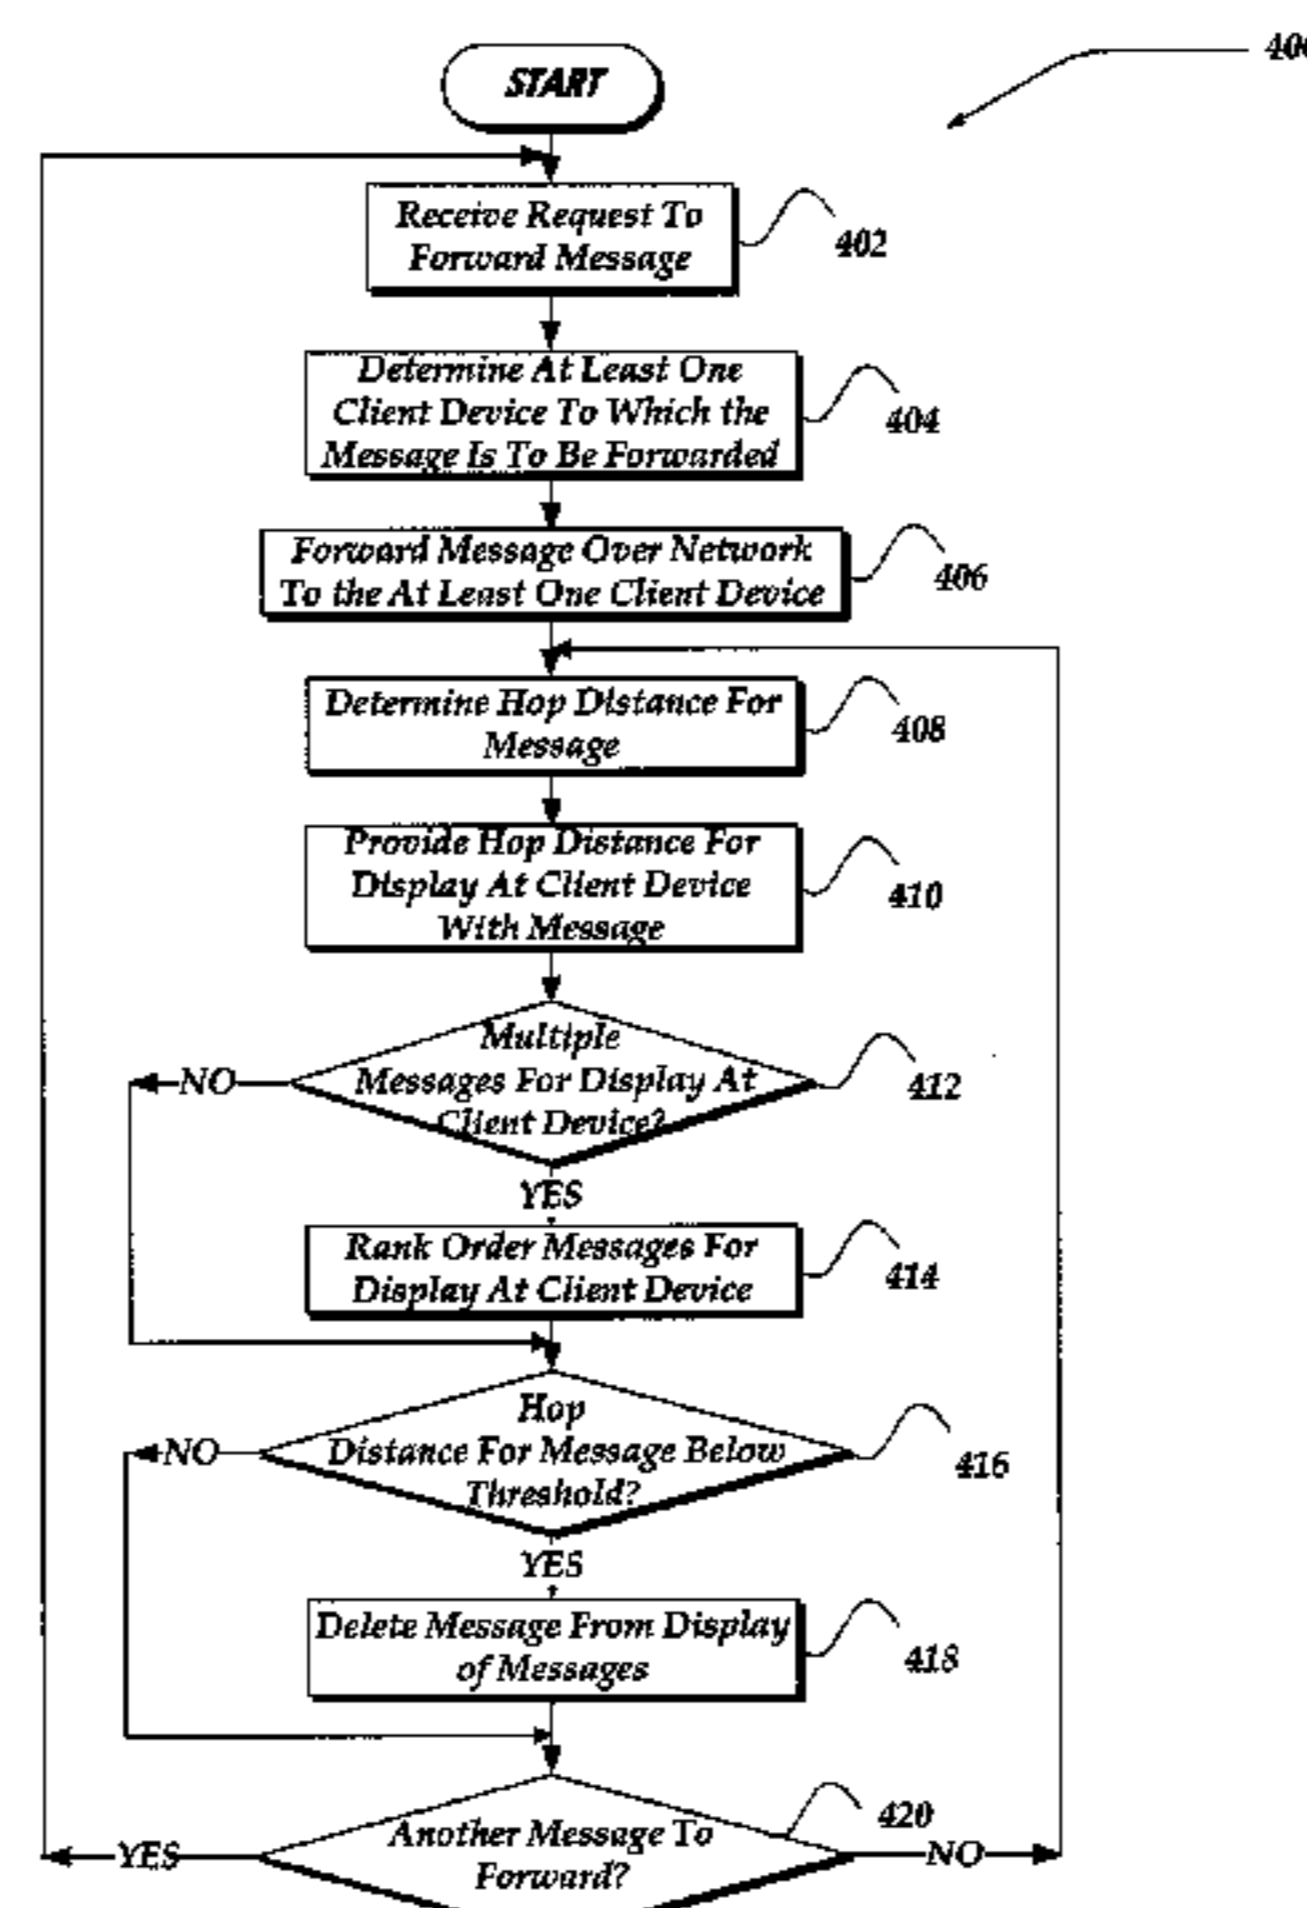 START
Receive Request To
Forward Message
402
Determine At Least One
Client Device To Which the
Message Is To Be Forwarded
404
Forward Message Over Network
To the At Least One Client Device
406
Determine Hop Distance For
Message
408
Provide Hop Distance For
Display At Client Device
With Message
410
Multiple
Messages For Display At
Client Device?
412
NO
YES
Rank Order Messages For
Display At Client Device
414
Hop
Distance For Message Below
Threshold?
416
NO
YES
Delete Message From Display
of Messages
418
Another Message To
Forward?
420
YES
NO